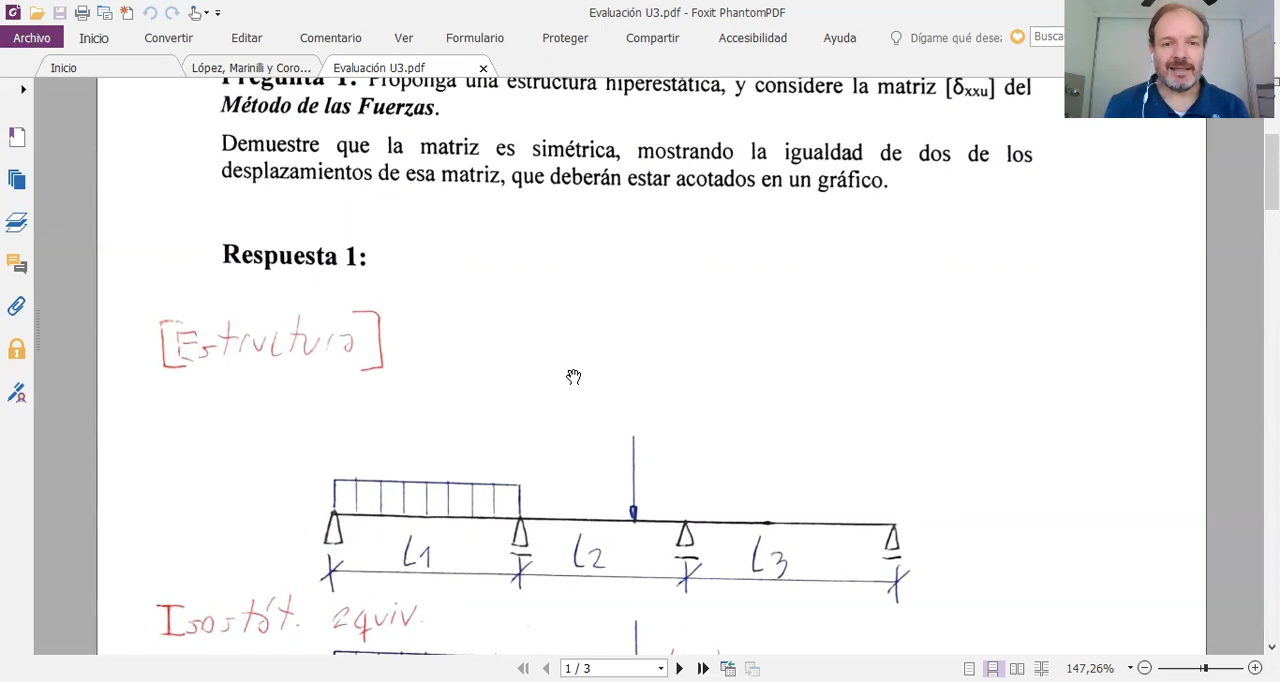 Evaluación U3.pdf - Foxit PhantomPDF
Archivo Inicio Convertir Editar Comentario Ver Formulario Proteger Compartir Accesibilidad Ayuda Dígame qué dese: Busca
Inicio López, Marinilli y Coro... Evaluación U3.pdf ×
Pregunta 1: Proponga una estructura hiperestática, y considere la matriz [δxxu] del
Método de las Fuerzas.
Demuestre que la matriz es simétrica, mostrando la igualdad de dos de los
desplazamientos de esa matriz, que deberán estar acotados en un gráfico.
Respuesta 1:
[Estructura]
L1 L2 L3
Isostát. equiv.
1 / 3 147,26%